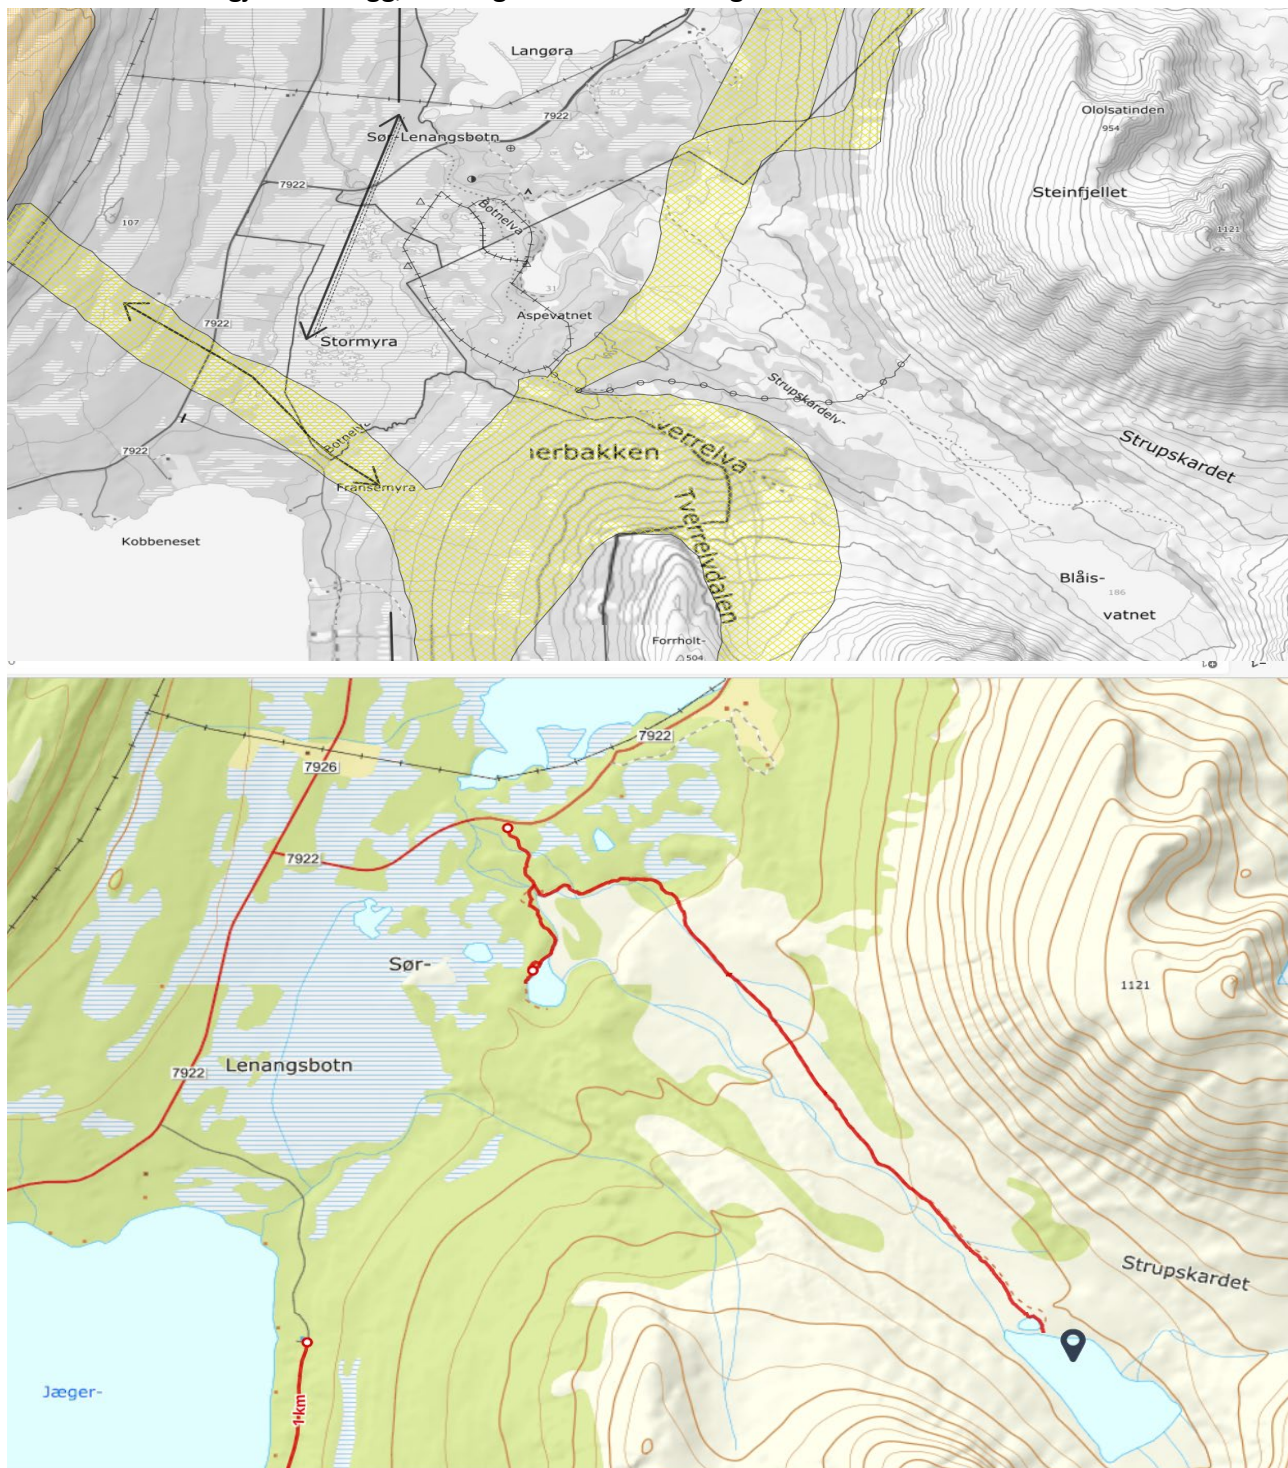 Langøra
7922
Ololsatinden
954
Sør-Lenangsbotn
7922
Steinfjellet
Botnelva
107
1121
31
Aspevatnet
7922
Stormyra
Strupskardelv-
Botnelv
verrelva
ierbakken
7922
Strupskardet
Fransemyra
Tverrelvdalen
Kobbeneset
Blåis-
186
vatnet
Forrholt-
504
7922
7926
7922
Sør-
1121
Lenangsbotn
7922
Strupskardet
Jæger-
1 km